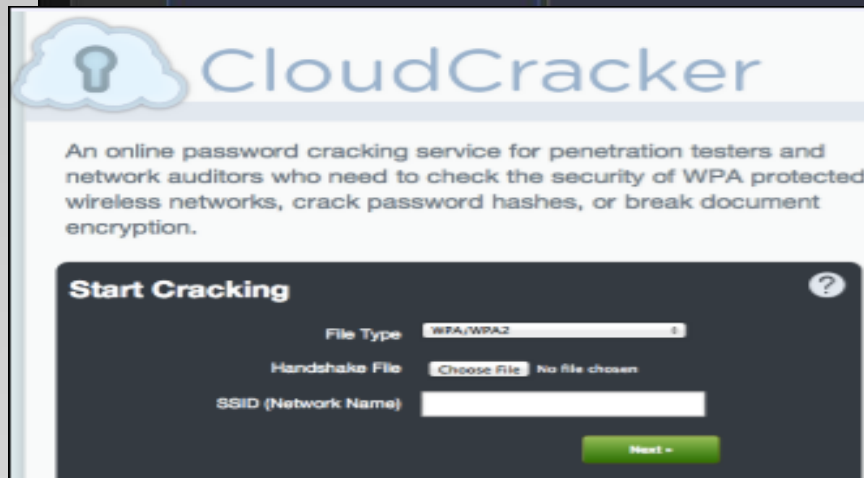 CloudCracker
An online password cracking service for penetration testers and
network auditors who need to check the security of WPA protected
wireless networks, crack password hashes, or break document
encryption.
Start Cracking
?
File Type WPA/WPA2
Handshake File Choose File No file chosen
SSID (Network Name)
Next »